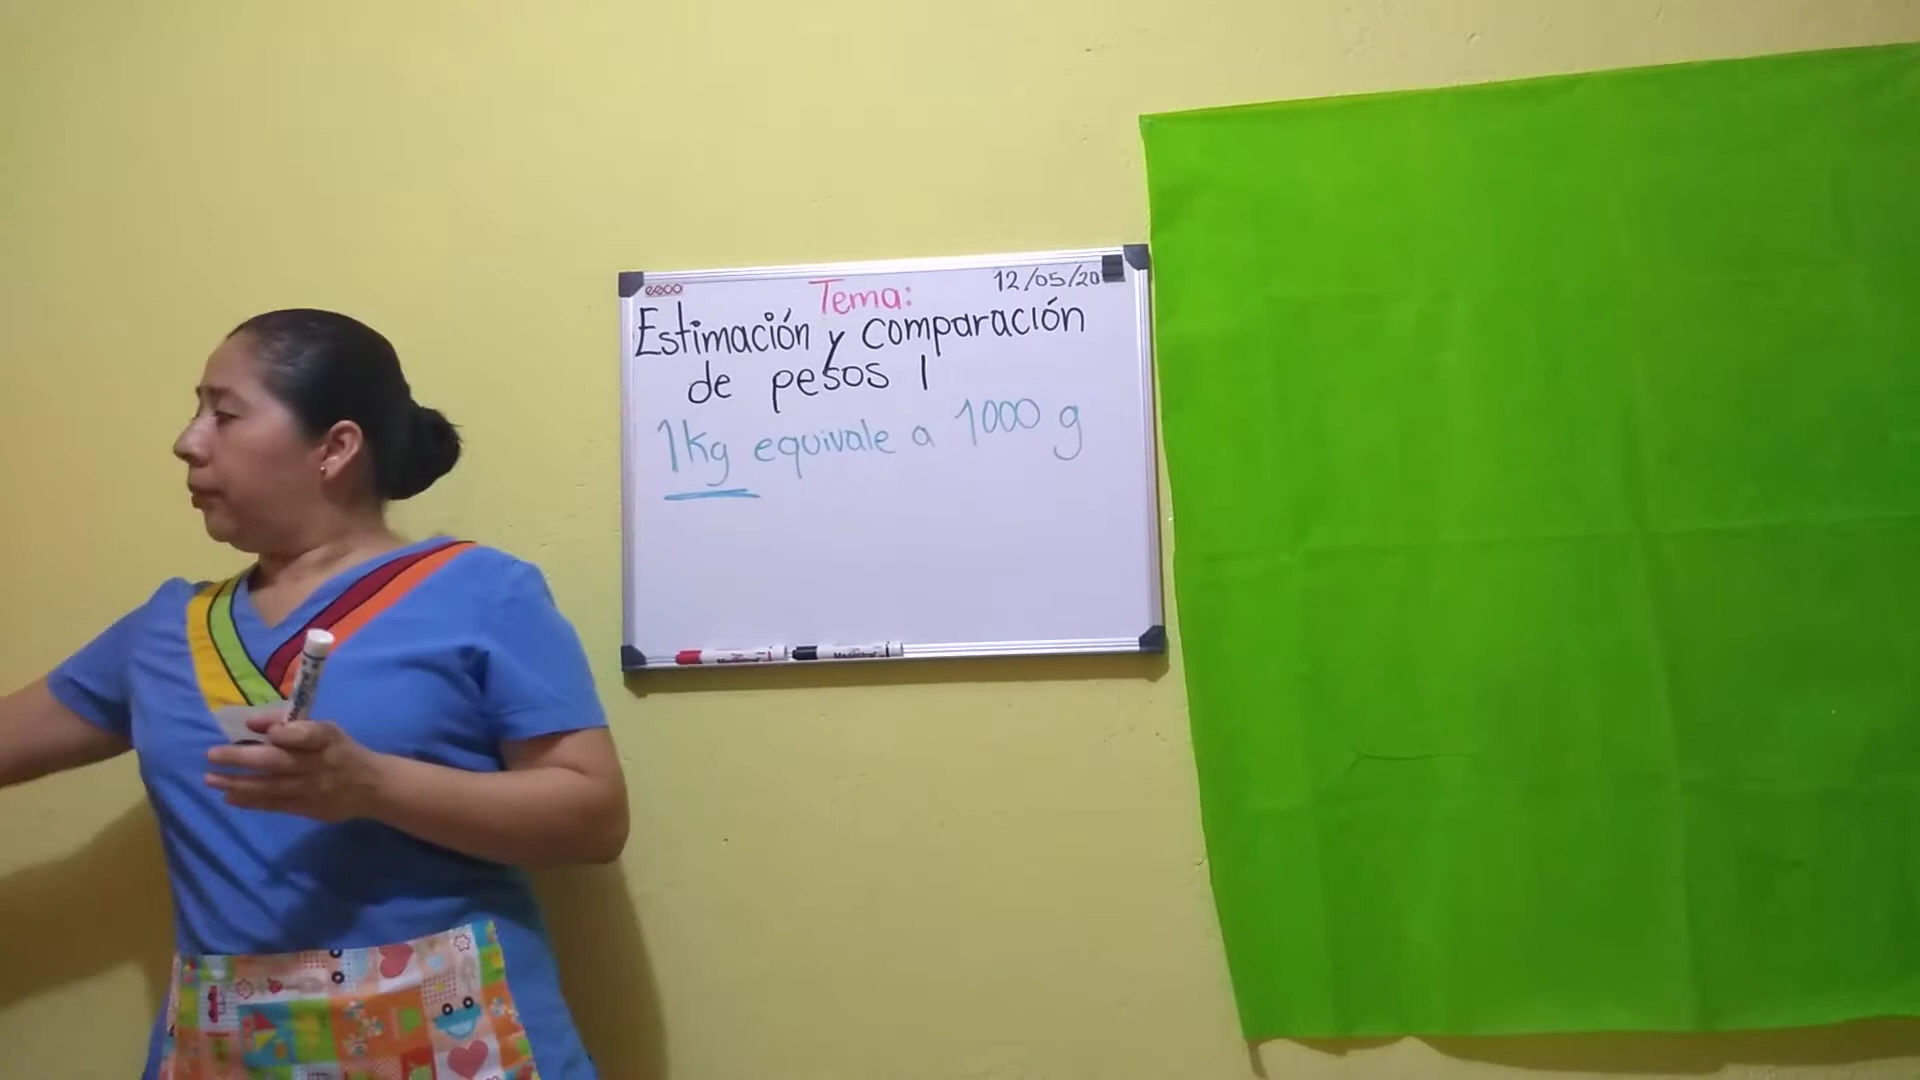 12/05/20
Tema:
Estimación y comparación
de pesos 1
1Kg equivale a 1000 g